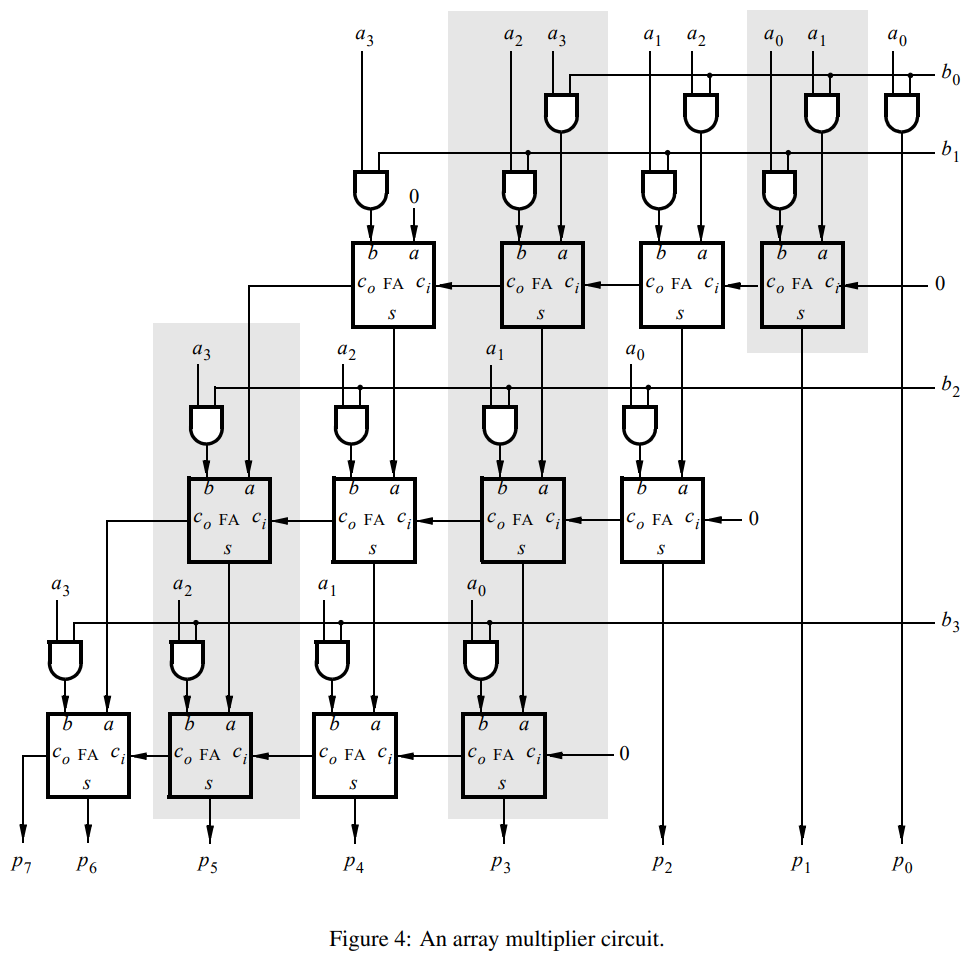 a3 a2 a3 a1 a2 a0 a1 a0
b0
b1
0
b a b a b a b a
co FA ci co FA ci co FA ci co FA ci 0
s s s s
a3 a2 a1 a0
b2
b a b a b a b a
co FA ci co FA ci co FA ci co FA ci 0
s s s s
a3 a2 a1 a0
b3
b a b a b a b a
co FA ci co FA ci co FA ci co FA ci 0
s s s s
p7 p6 p5 p4 p3 p2 p1 p0
Figure 4: An array multiplier circuit.